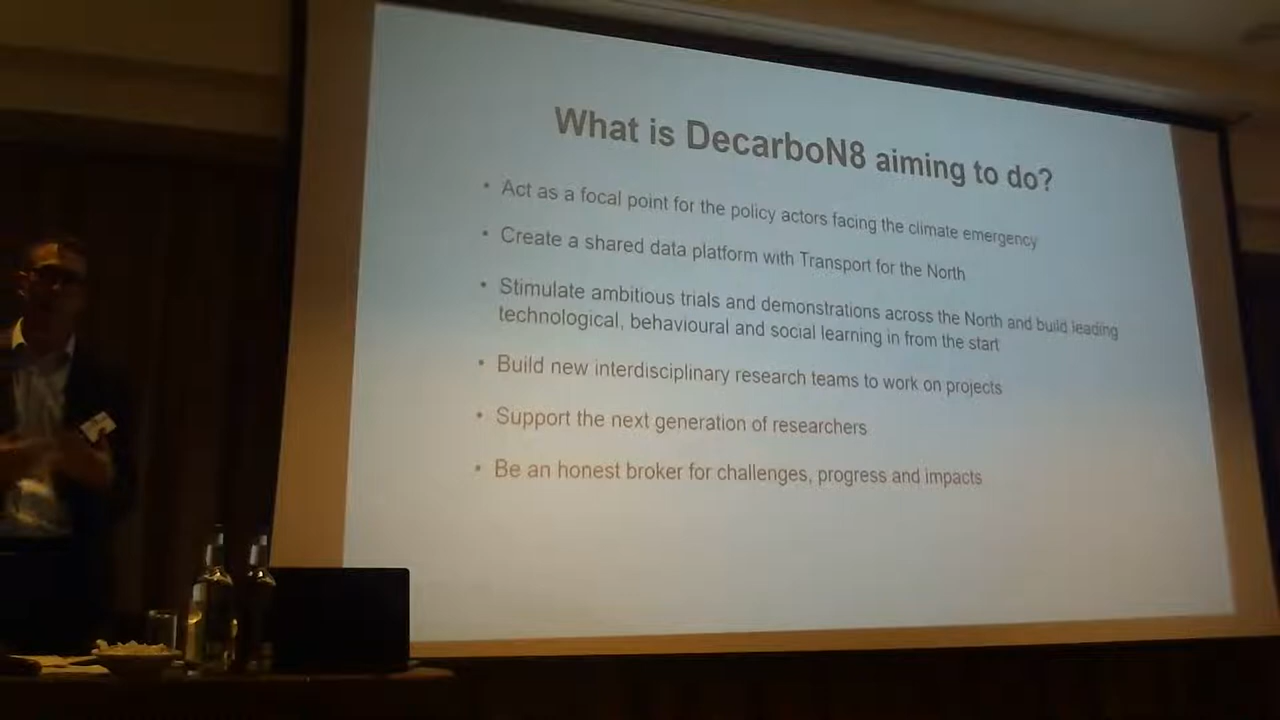 What is DecarboN8 aiming to do?
• Act as a focal point for the policy actors facing the climate emergency
• Create a shared data platform with Transport for the North
• Stimulate ambitious trials and demonstrations across the North and build leading
technological, behavioural and social learning in from the start
• Build new interdisciplinary research teams to work on projects
• Support the next generation of researchers
• Be an honest broker for challenges, progress and impacts